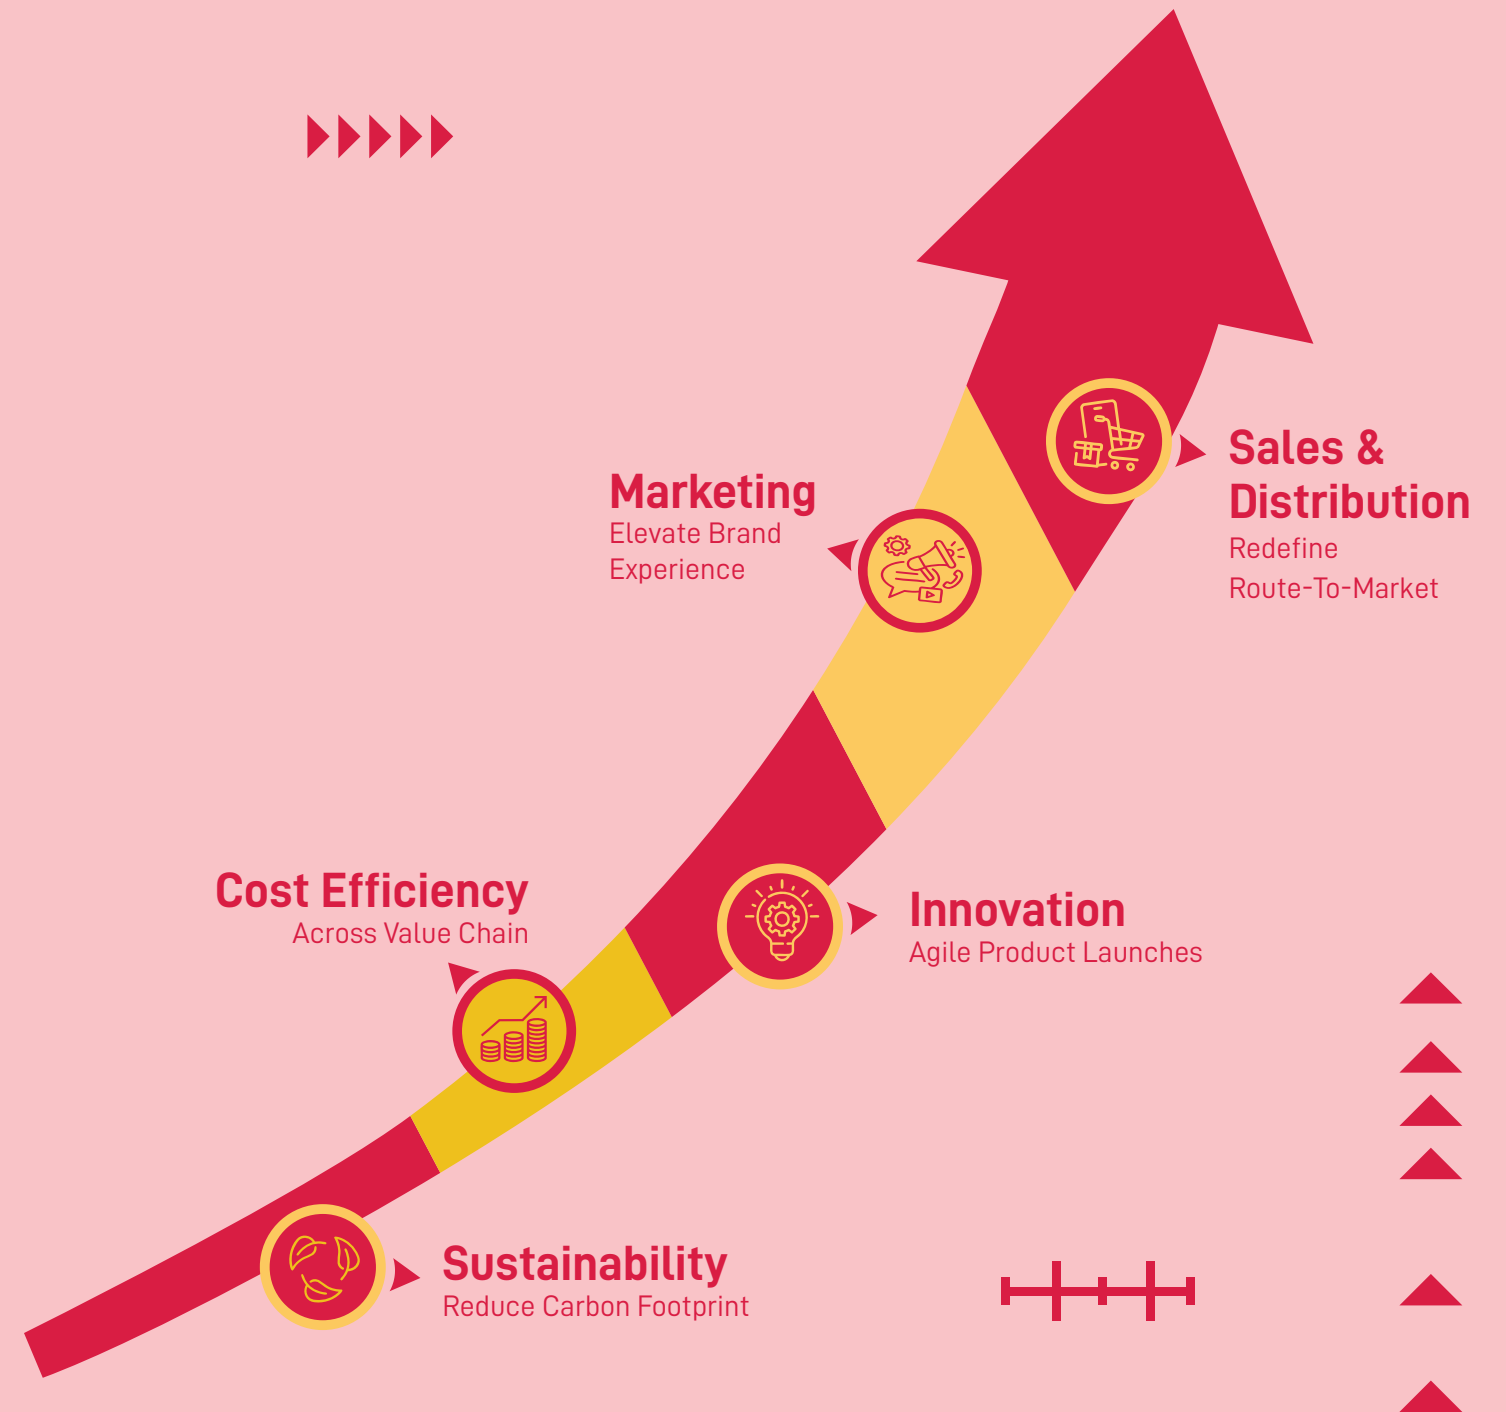 Marketing
Elevate Brand
Experience
Sales &
Distribution
Redefine
Route-To-Market
Cost Efficiency
Across Value Chain
Innovation
Agile Product Launches
Sustainability
Reduce Carbon Footprint